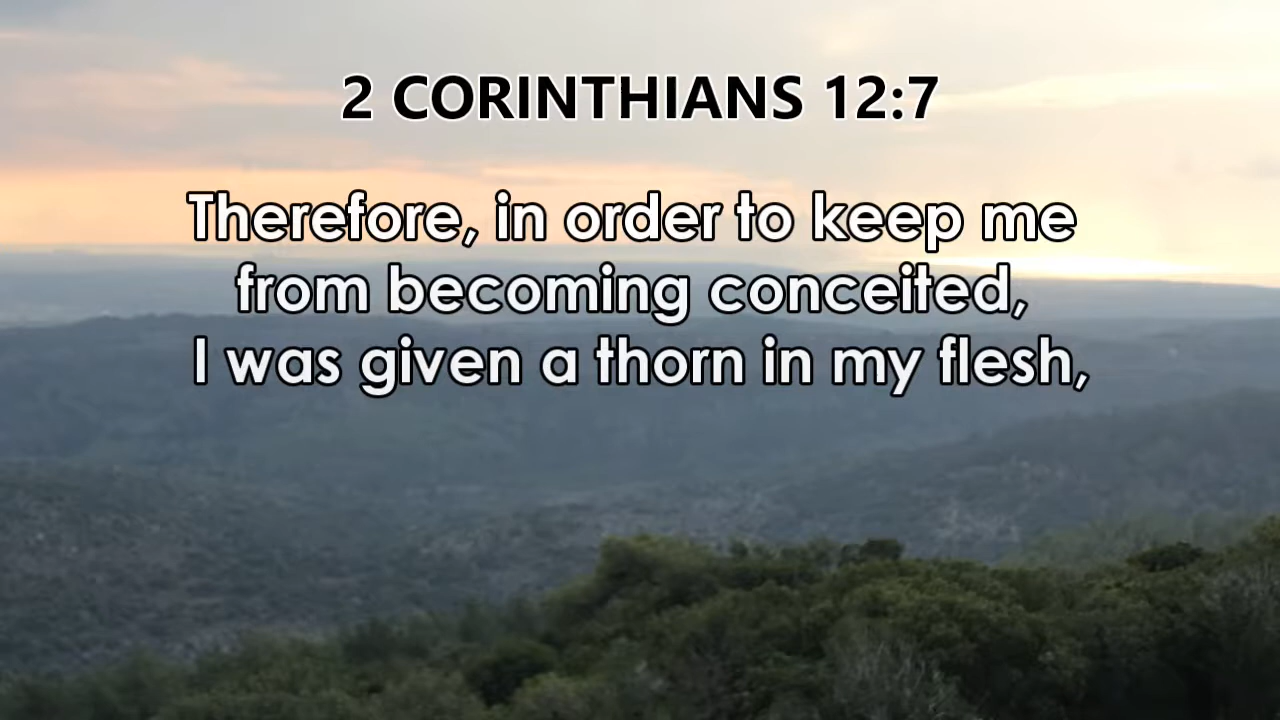 2 CORINTHIANS 12:7
Therefore, in order to keep me
from becoming conceited,
I was given a thorn in my flesh,